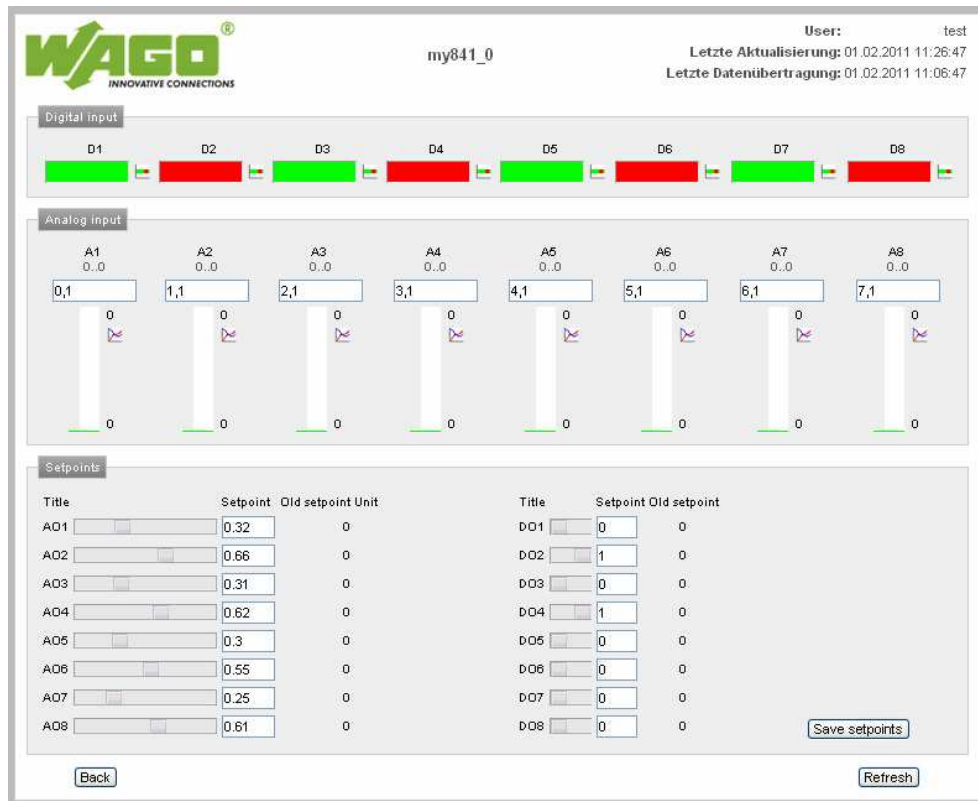 WAGO®
INNOVATIVE CONNECTIONS
my841_0
User: test
Letzte Aktualisierung: 01.02.2011 11:26:47
Letzte Datenübertragung: 01.02.2011 11:06:47
Digital input
D1 D2 D3 D4 D5 D6 D7 D8
Analog input
A1 A2 A3 A4 A5 A6 A7 A8
0..0 0..0 0..0 0..0 0..0 0..0 0..0 0..0
0,1 1,1 2,1 3,1 4,1 5,1 6,1 7,1
0 0 0 0 0 0 0 0
0 0 0 0 0 0 0 0
Setpoints
Title Setpoint Old setpoint Unit Title Setpoint Old setpoint
AO1 0.32 0 DO1 0 0
AO2 0.66 0 DO2 1 0
AO3 0.31 0 DO3 0 0
AO4 0.62 0 DO4 1 0
AO5 0.3 0 DO5 0 0
AO6 0.55 0 DO6 0 0
AO7 0.25 0 DO7 0 0
AO8 0.61 0 DO8 0 0
Save setpoints
Back Refresh